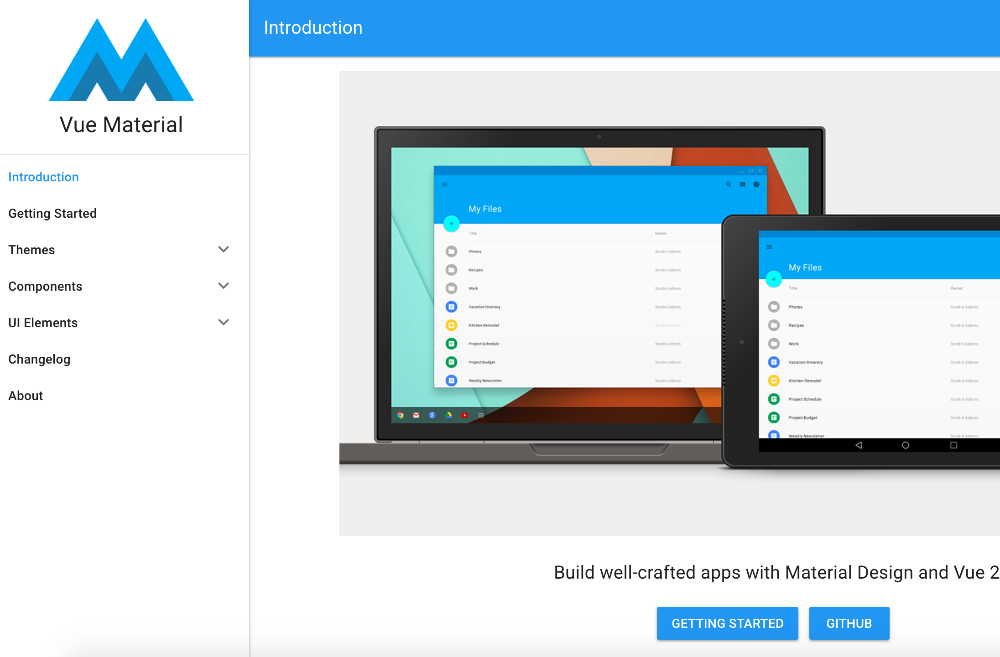 Vue Material
Introduction
Getting Started
Themes
Components
UI Elements
Changelog
About
Introduction
My Files
Title Owner
Photos Sandra Adams
Recipes Sandra Adams
Work Sandra Adams
Vacation Itinerary Sandra Adams
Kitchen Remodel Sandra Adams
Project Schedule Sandra Adams
Project Budget Sandra Adams
Weekly Newsletter Sandra Adams
My Files
Title Owner
Photos Sandra Adams
Recipes Sandra Adams
Work Sandra Adams
Vacation Itinerary Sandra Adams
Kitchen Remodel Sandra Adams
Project Schedule Sandra Adams
Project Budget Sandra Adams
Weekly Newsletter Sandra Adams
Build well-crafted apps with Material Design and Vue 2
GETTING STARTED
GITHUB